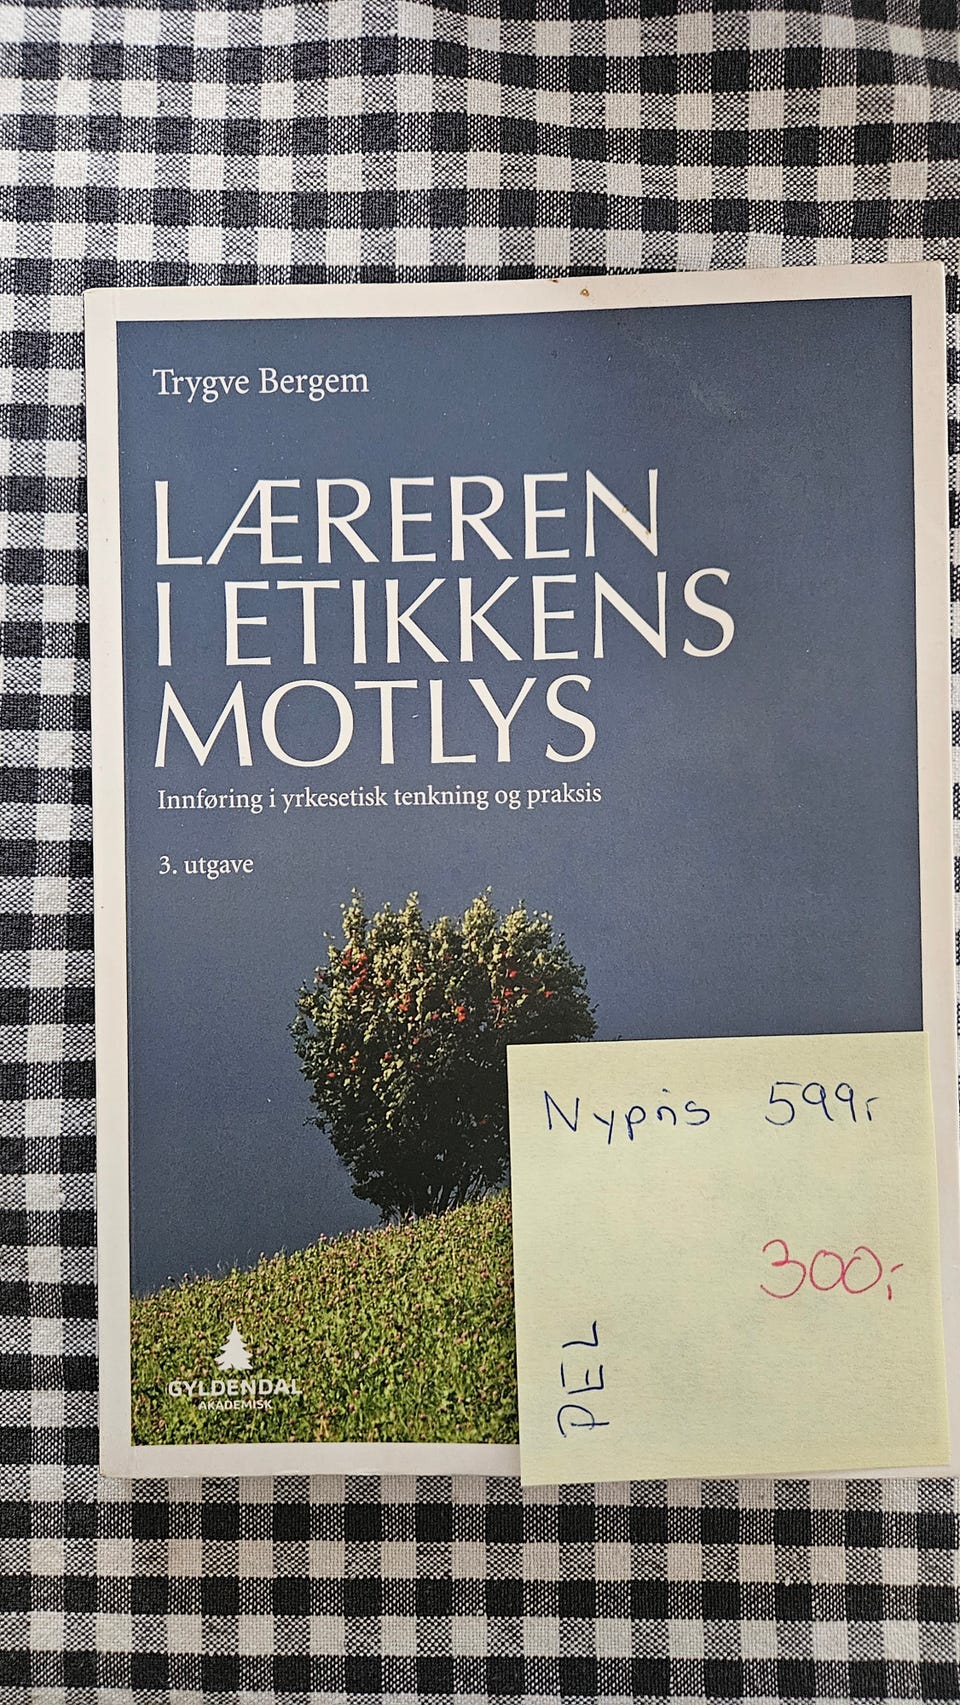 Trygve Bergem
LÆREREN
I ETIKKENS
MOTLYS
Innføring i yrkesetisk tenkning og praksis
3. utgave
Nypris 599,-
300,-
PEL
GYLDENDAL
AKADEMISK